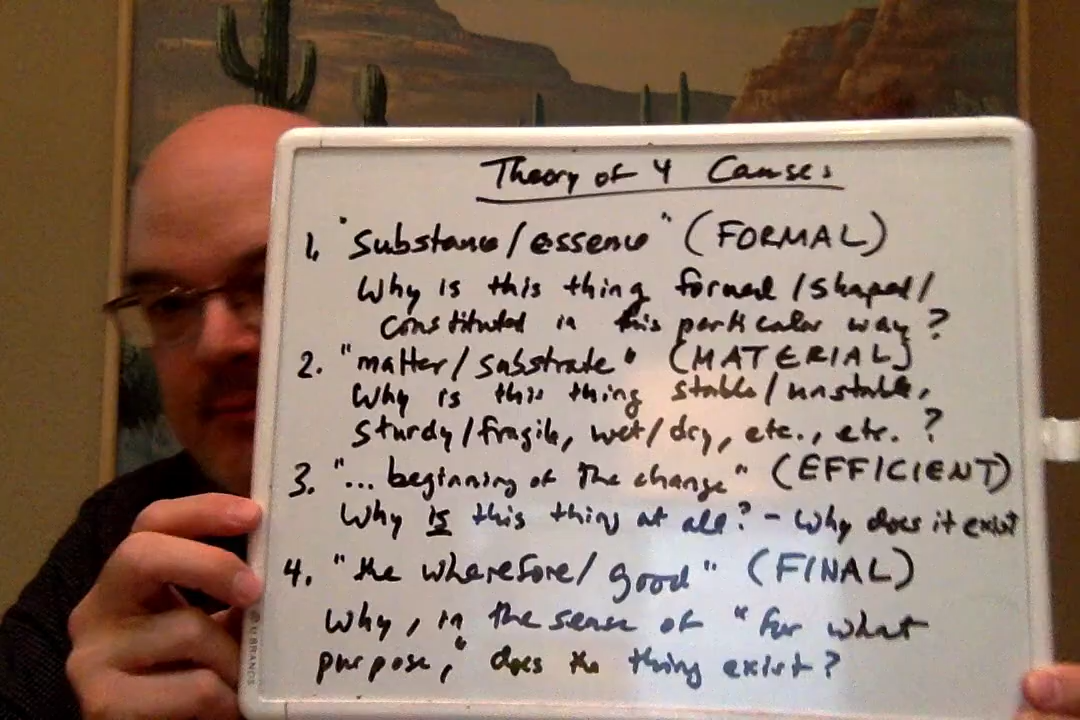 Theory of 4 Causes
1. "substance/essence" (FORMAL)
Why is this thing formed/shaped/
constituted in this particular way?
2. "matter/substrate" (MATERIAL)
Why is this thing stable/unstable,
sturdy/fragile, wet/dry, etc., etc.?
3. "... beginning of the change" (EFFICIENT)
Why is this thing at all? - Why does it exist
4. "the wherefore/good" (FINAL)
Why, in the sense of "for what
purpose," does the thing exist?
UBRANDS